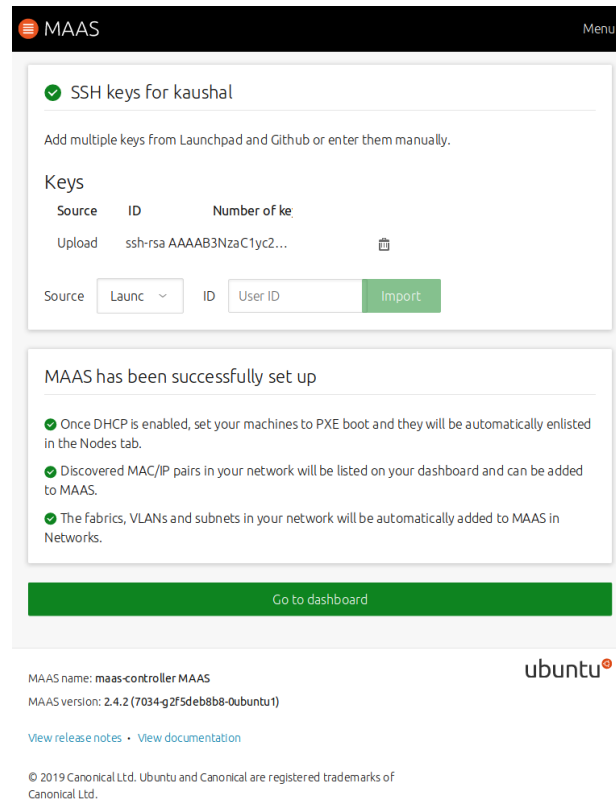 MAAS
Menu
SSH keys for kaushal
Add multiple keys from Launchpad and Github or enter them manually.
Keys
Source ID Number of ke
Upload ssh-rsa AAAAB3NzaC1yc2...
Source Launc ID User ID Import
MAAS has been successfully set up
Once DHCP is enabled, set your machines to PXE boot and they will be automatically enlisted
in the Nodes tab.
Discovered MAC/IP pairs in your network will be listed on your dashboard and can be added
to MAAS.
The fabrics, VLANs and subnets in your network will be automatically added to MAAS in
Networks.
Go to dashboard
MAAS name: maas-controller MAAS
ubuntu
MAAS version: 2.4.2 (7034-g2f5deb8b8-0ubuntu1)
View release notes • View documentation
© 2019 Canonical Ltd. Ubuntu and Canonical are registered trademarks of
Canonical Ltd.